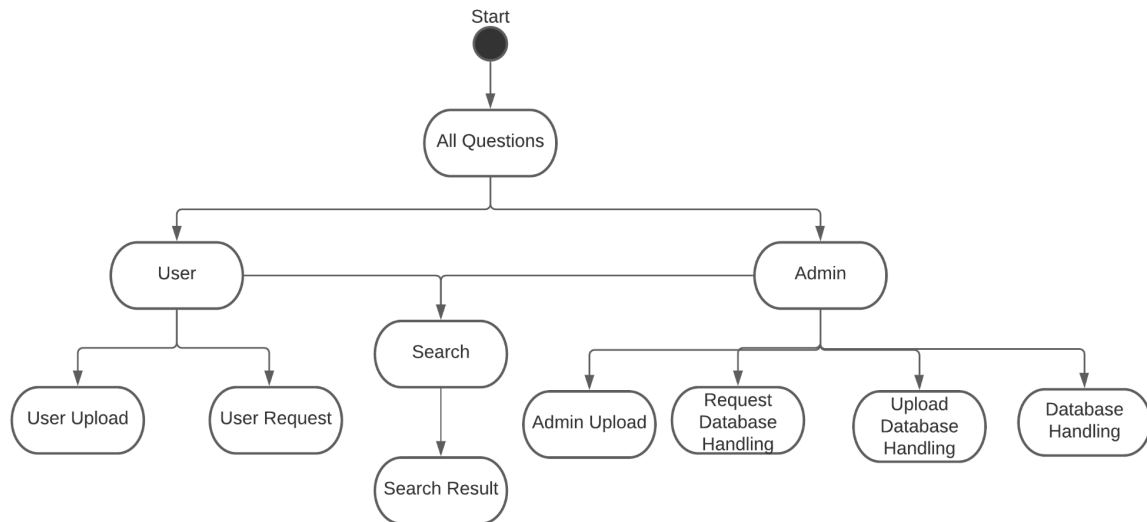 Start
All Questions
User
Admin
Search
User Upload
User Request
Admin Upload
Request
Database
Handling
Upload
Database
Handling
Database
Handling
Search Result